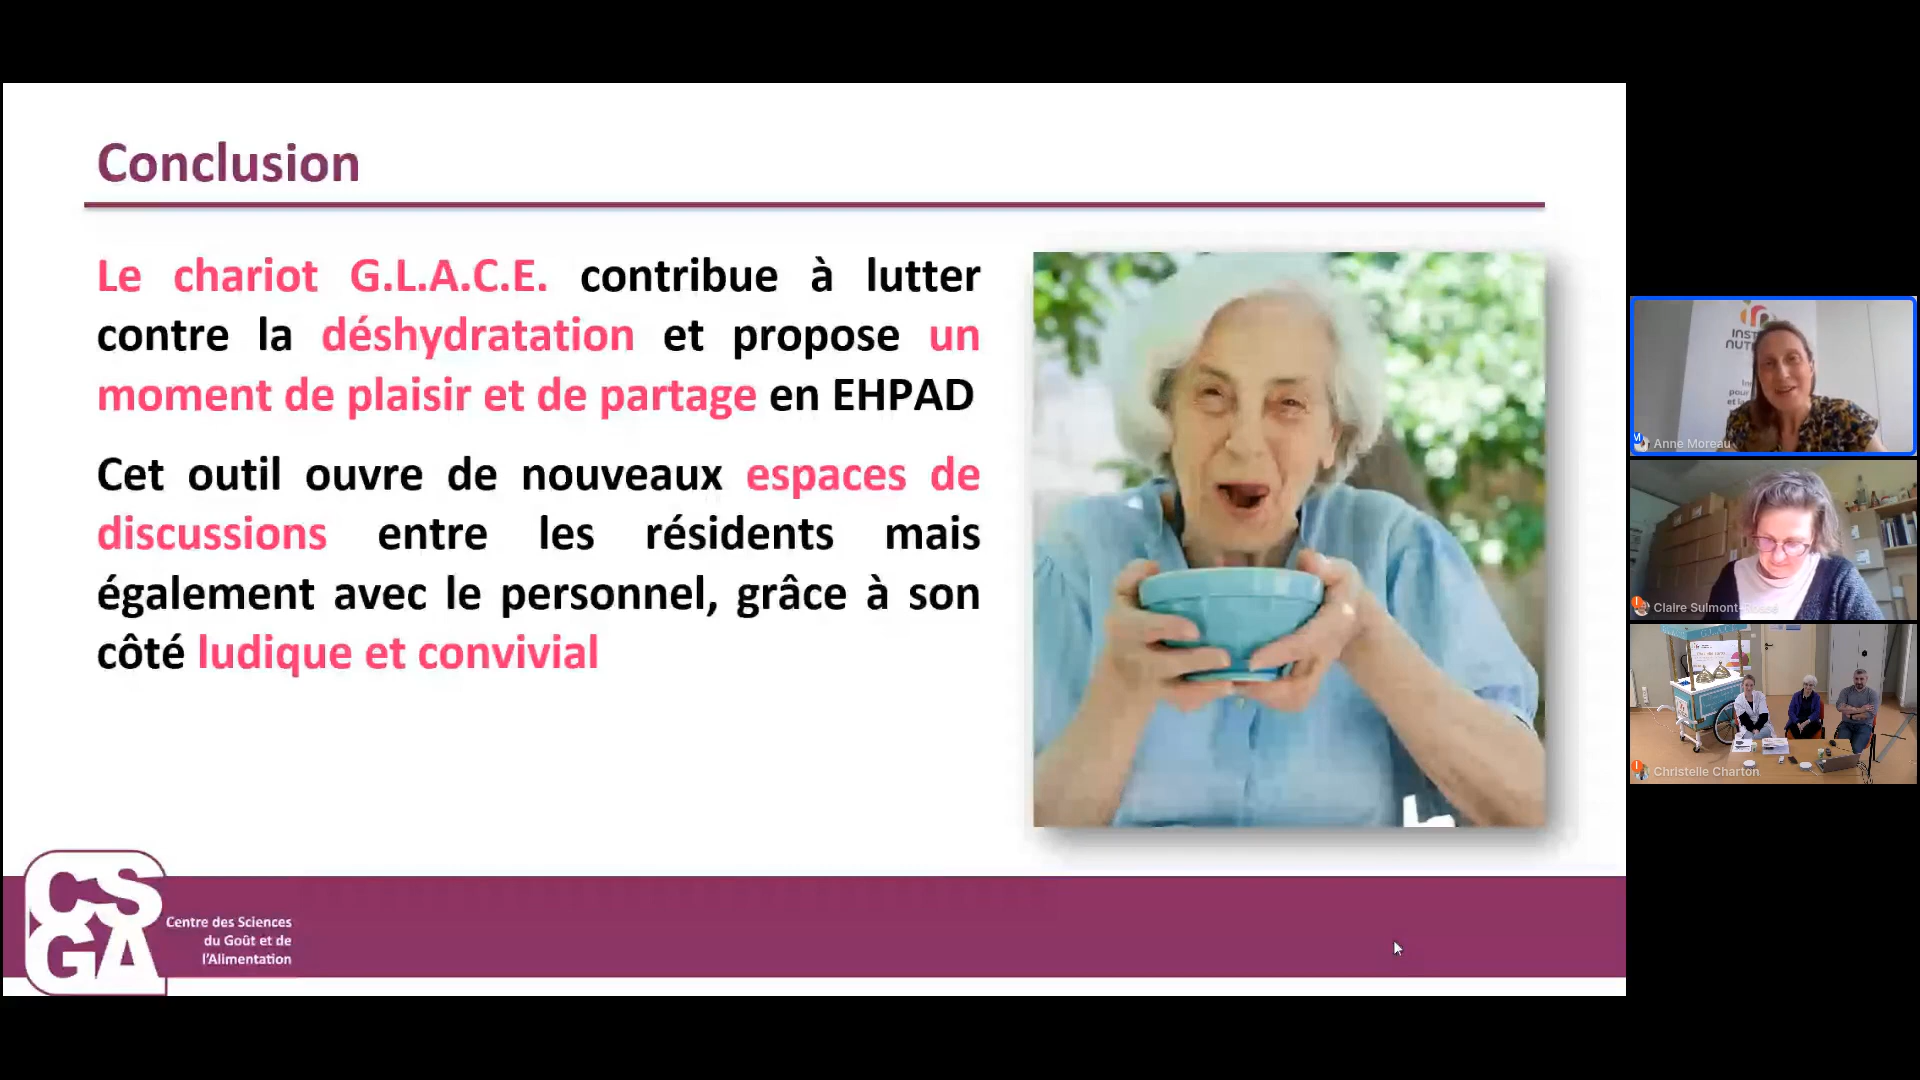 Conclusion
Le chariot G.L.A.C.E. contribue à lutter
contre la déshydratation et propose un
moment de plaisir et de partage en EHPAD
Cet outil ouvre de nouveaux espaces de
discussions entre les résidents mais
également avec le personnel, grâce à son
côté ludique et convivial
CS
GA
Centre des Sciences
du Goût et de
l'Alimentation
Anne Moreau
Claire Sulmont-
Christelle Charton